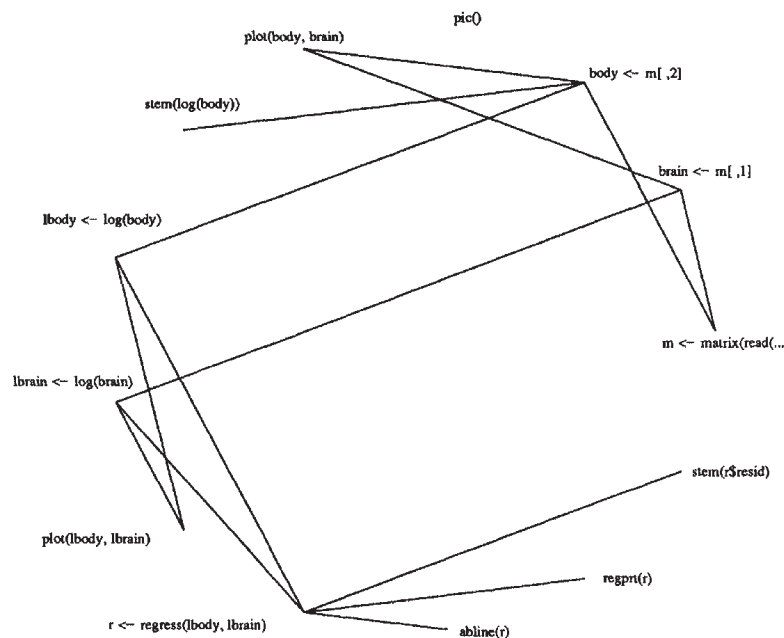 pic()
plot(body, brain)
body <- m[ ,2]
stem(log(body))
brain <- m[ ,1]
lbody <- log(body)
m <- matrix(read(...
lbrain <- log(brain)
stem(r$resid)
plot(lbody, lbrain)
regprt(r)
r <- regress(lbody, lbrain)
abline(r)